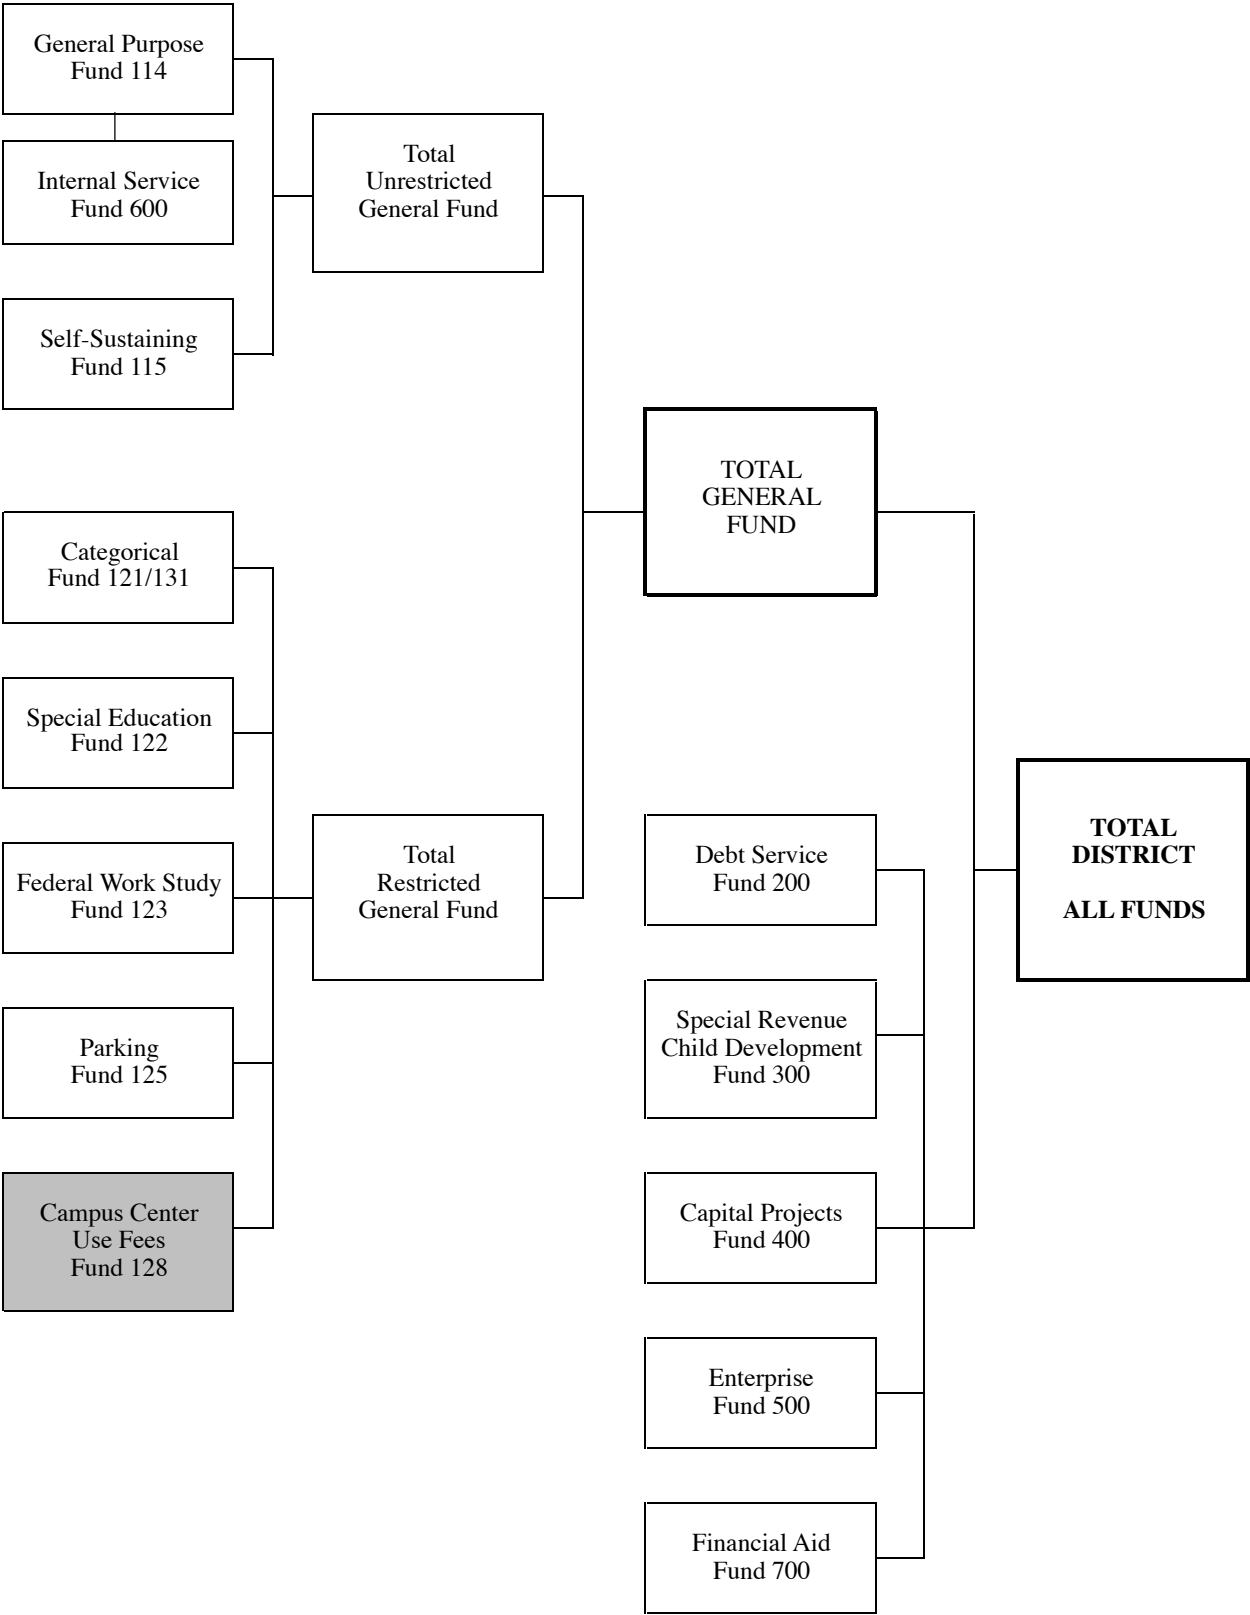 General Purpose
Fund 114
Internal Service
Fund 600
Self-Sustaining
Fund 115
Total
Unrestricted
General Fund
Categorical
Fund 121/131
Special Education
Fund 122
Federal Work Study
Fund 123
Parking
Fund 125
Campus Center
Use Fees
Fund 128
Total
Restricted
General Fund
TOTAL
GENERAL
FUND
Debt Service
Fund 200
Special Revenue
Child Development
Fund 300
Capital Projects
Fund 400
Enterprise
Fund 500
Financial Aid
Fund 700
TOTAL
DISTRICT
ALL FUNDS